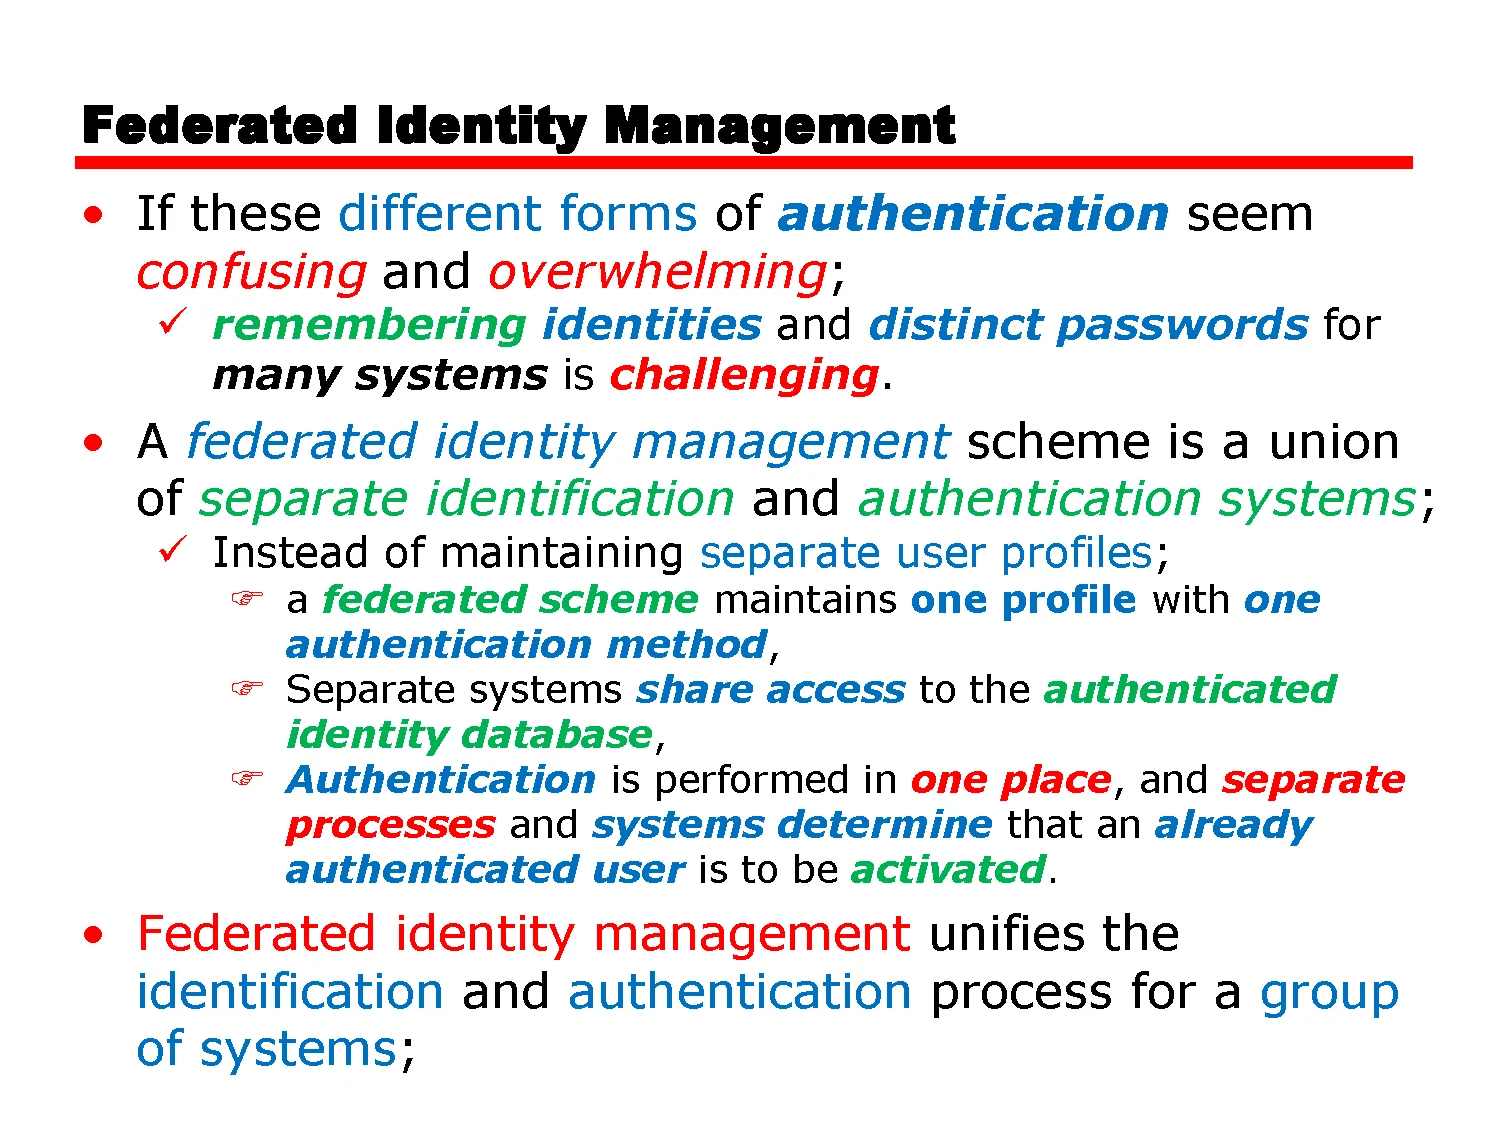 Federated Identity Management
• If these different forms of authentication seem
confusing and overwhelming;
✓ remembering identities and distinct passwords for
many systems is challenging.
• A federated identity management scheme is a union
of separate identification and authentication systems;
✓ Instead of maintaining separate user profiles;
☞ a federated scheme maintains one profile with one
authentication method,
☞ Separate systems share access to the authenticated
identity database,
☞ Authentication is performed in one place, and separate
processes and systems determine that an already
authenticated user is to be activated.
• Federated identity management unifies the
identification and authentication process for a group
of systems;